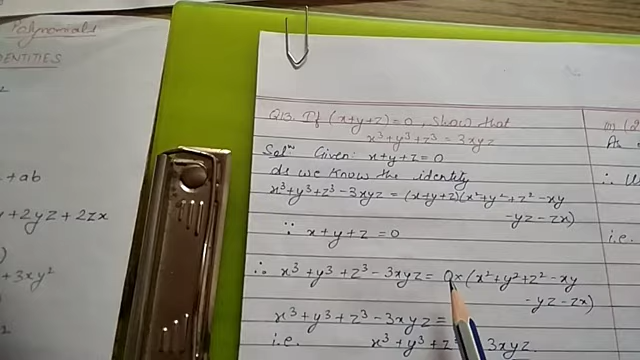 Polynomials
IDENTITIES
+ ab
+ 2yz + 2zx
+ 3xy²
Q13. If (x+y+z) = 0, show that
x³+y³+z³ = 3xyz
Solⁿ Given: x+y+z = 0
As we know the identity
x³+y³+z³-3xyz = (x+y+z)(x²+y²+z²-xy
-yz-zx)
∵ x+y+z = 0
∴ x³+y³+z³-3xyz = 0×(x²+y²+z²-xy
-yz-zx)
x³+y³+z³-3xyz =
i.e. x³+y³+z³ 3xyz
As
∴
i.e.